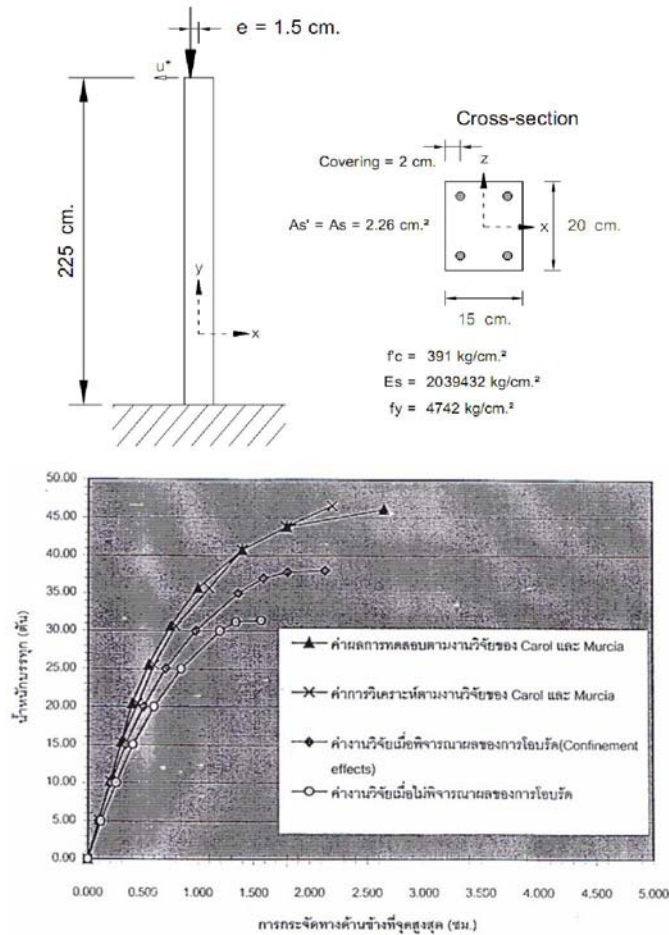 e = 1.5 cm.
u*
225 cm.
y
x
Cross-section
Covering = 2 cm.
z
As' = As = 2.26 cm.²
x
20 cm.
15 cm.
f'c = 391 kg/cm.²
Es = 2039432 kg/cm.²
fy = 4742 kg/cm.²
50.00
45.00
40.00
35.00
30.00
25.00
20.00
15.00
10.00
5.00
0.00
น้ำหนักบรรทุก (ตัน)
ค่าผลการทดสอบตามงานวิจัยของ Carol และ Murcia
ค่าการวิเคราะห์ตามงานวิจัยของ Carol และ Murcia
ค่างานวิจัยเมื่อพิจารณาผลของการโอบรัด(Confinement
effects)
ค่างานวิจัยเมื่อไม่พิจารณาผลของการโอบรัด
0.000 0.500 1.000 1.500 2.000 2.500 3.000 3.500 4.000 4.500 5.000
การกระจัดทางด้านข้างที่จุดสูงสุด (ซม.)